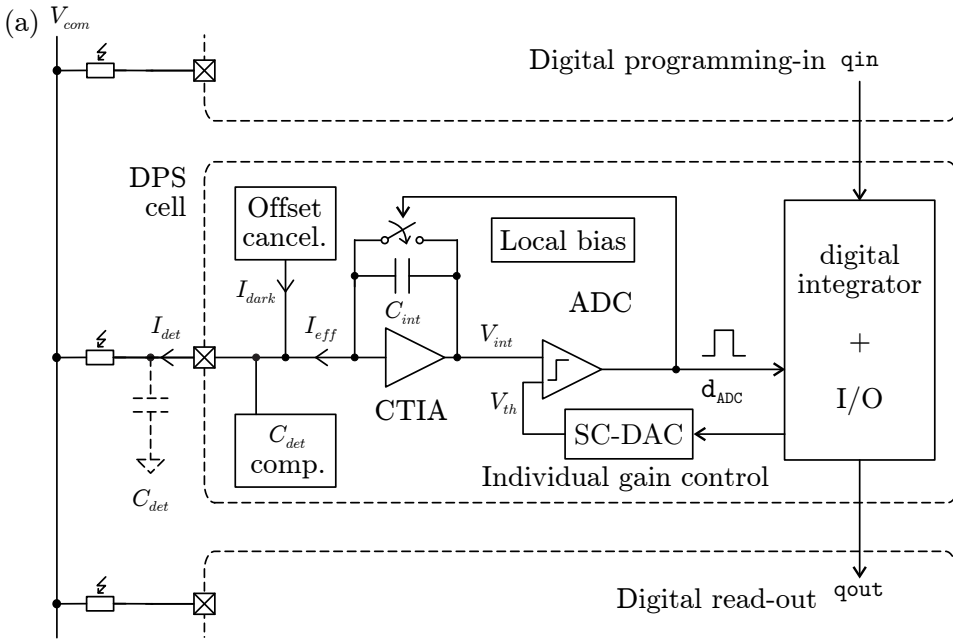 (a)
V_com
Digital programming-in qin
DPS
cell
Offset
cancel.
Local bias
digital
integrator
+
I/O
I_dark
C_int
ADC
I_det
I_eff
V_int
CTIA
V_th
d_ADC
C_det
comp.
SC-DAC
Individual gain control
C_det
Digital read-out qout